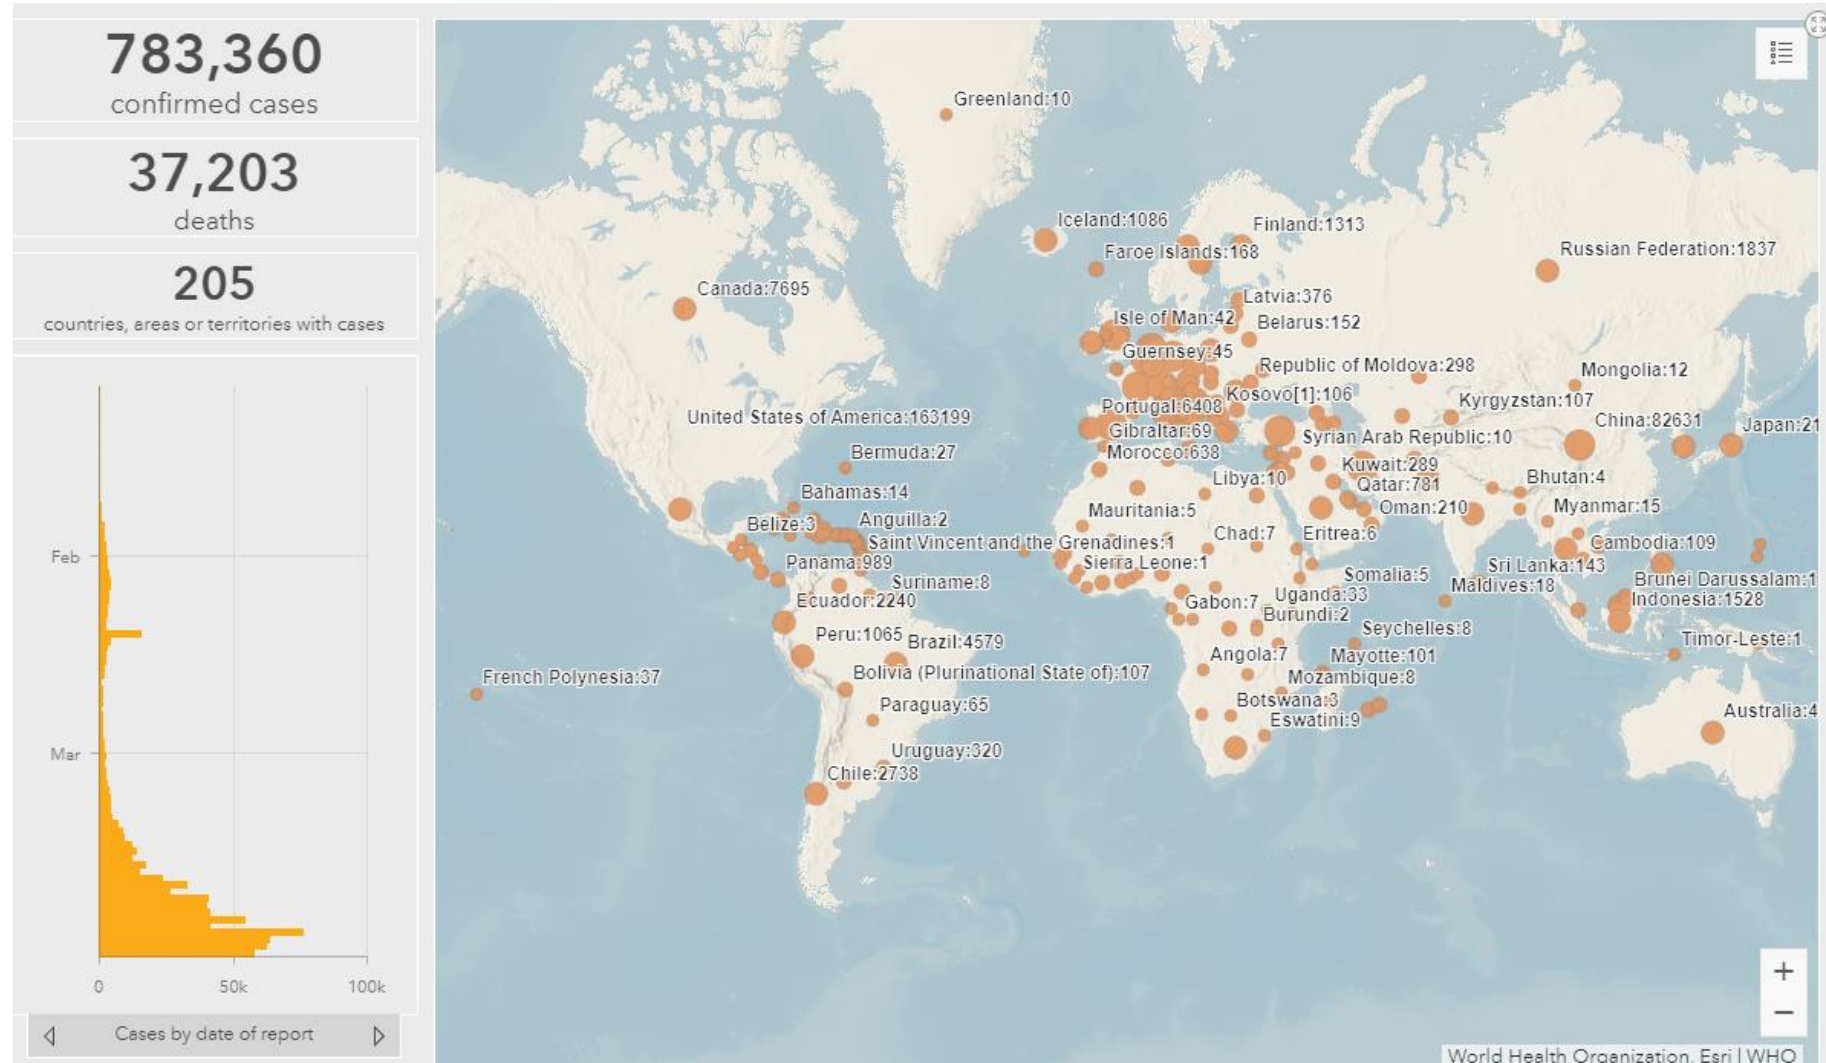 783,360
confirmed cases
37,203
deaths
205
countries, areas or territories with cases
Feb
Mar
0 50k 100k
Cases by date of report
Greenland:10
Iceland:1086
Finland:1313
Faroe Islands:168
Russian Federation:1837
Canada:7695
Latvia:376
Isle of Man:42
Belarus:152
Guernsey:45
Republic of Moldova:298
Mongolia:12
Kosovo[1]:106
Kyrgyzstan:107
Portugal:6408
United States of America:163199
China:82631
Japan:21
Gibraltar:69
Syrian Arab Republic:10
Morocco:638
Bermuda:27
Kuwait:289
Libya:10
Bhutan:4
Qatar:781
Bahamas:14
Oman:210
Myanmar:15
Mauritania:5
Anguilla:2
Belize:3
Chad:7
Eritrea:6
Saint Vincent and the Grenadines:1
Cambodia:109
Panama:989
Sierra Leone:1
Sri Lanka:143
Somalia:5
Suriname:8
Maldives:18
Brunei Darussalam:1
Uganda:33
Ecuador:2240
Gabon:7
Indonesia:1528
Burundi:2
Seychelles:8
Peru:1065
Brazil:4579
Timor-Leste:1
Angola:7
Mayotte:101
Bolivia (Plurinational State of):107
French Polynesia:37
Mozambique:8
Botswana:3
Paraguay:65
Australia:4
Eswatini:9
Uruguay:320
Chile:2738
+
−
World Health Organization, Esri | WHO